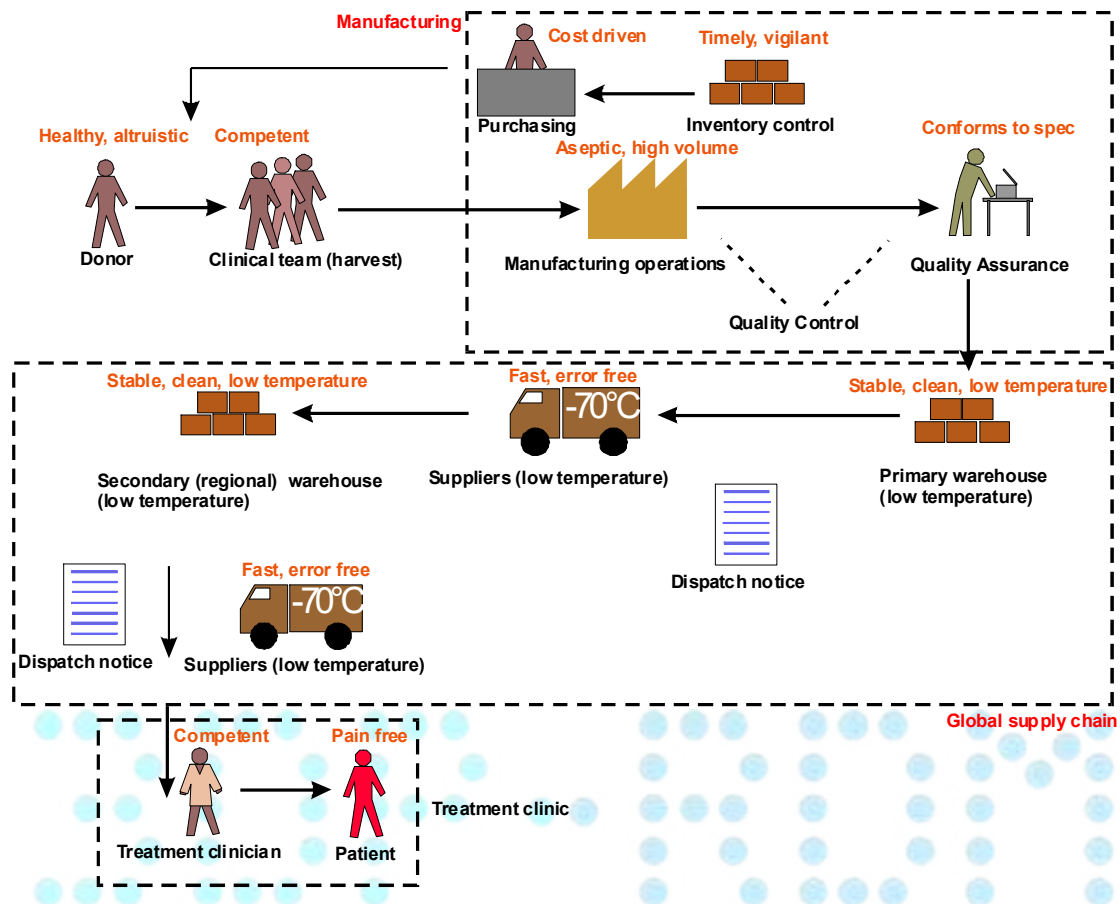 Manufacturing
Cost driven
Timely, vigilant
Purchasing
Inventory control
Healthy, altruistic
Competent
Aseptic, high volume
Conforms to spec
Donor
Clinical team (harvest)
Manufacturing operations
Quality Assurance
Quality Control
Stable, clean, low temperature
Fast, error free
Stable, clean, low temperature
-70°C
Secondary (regional) warehouse
(low temperature)
Suppliers (low temperature)
Primary warehouse
(low temperature)
Dispatch notice
Fast, error free
-70°C
Dispatch notice
Suppliers (low temperature)
Global supply chain
Competent
Pain free
Treatment clinic
Treatment clinician
Patient